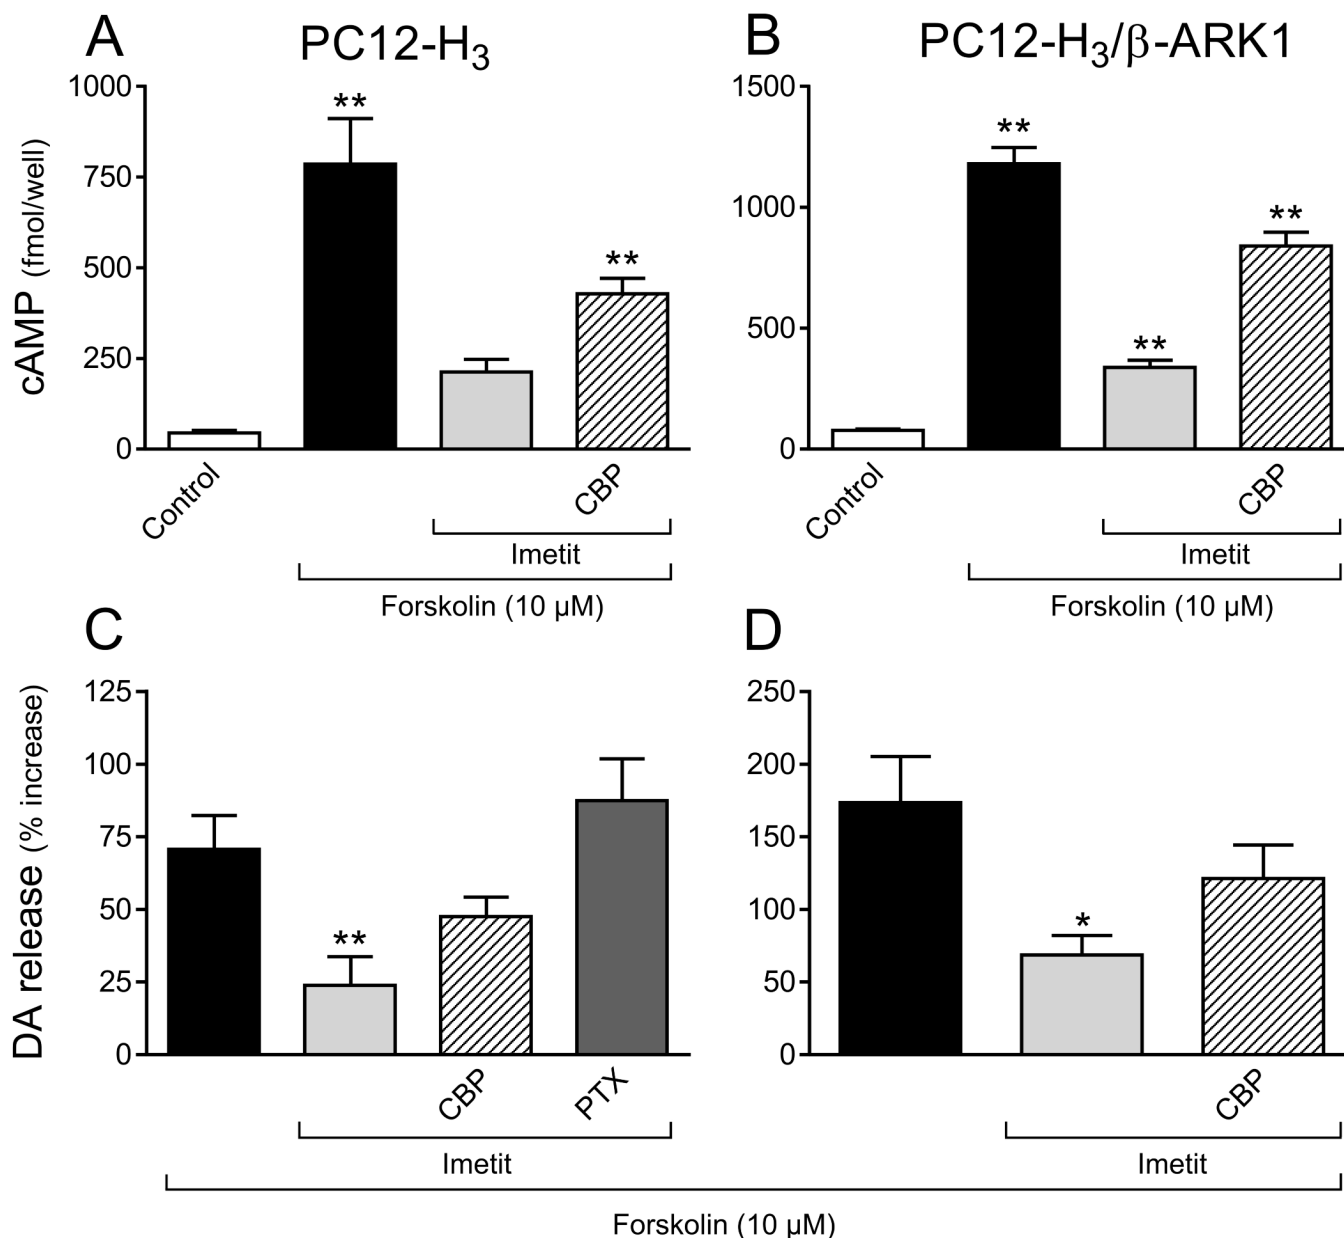 A
PC12-H₃
B
PC12-H₃/β-ARK1
cAMP (fmol/well)
1000
750
500
250
0
**
**
Control
CBP
Imetit
Forskolin (10 µM)
1500
1000
500
0
**
**
**
Control
CBP
Imetit
Forskolin (10 µM)
C
DA release (% increase)
125
100
75
50
25
0
**
CBP
PTX
Imetit
D
250
200
150
100
50
0
*
CBP
Imetit
Forskolin (10 µM)